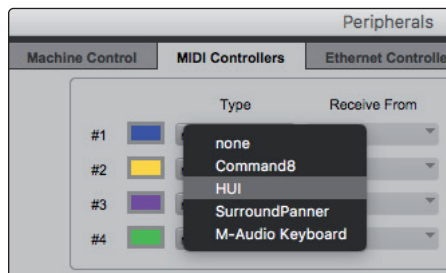 Peripherals
Machine Control MIDI Controllers Ethernet Controlle
Type Receive From
#1
none
Command8
#2
HUI
#3
SurroundPanner
M-Audio Keyboard
#4